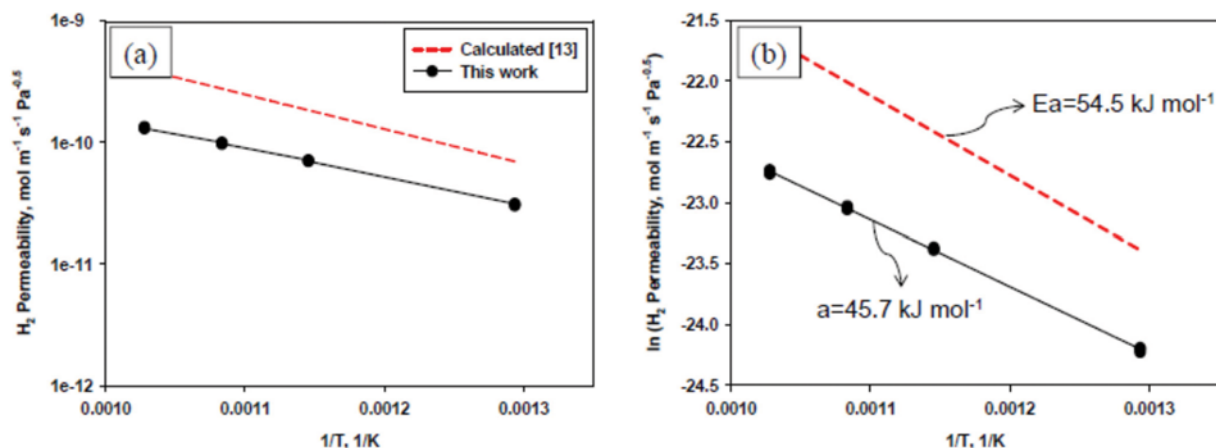 (a)
Calculated [13]
This work
H₂ Permeability, mol m⁻¹ s⁻¹ Pa⁻⁰·⁵
1e-9
1e-10
1e-11
1e-12
0.0010 0.0011 0.0012 0.0013
1/T, 1/K
(b)
Ea=54.5 kJ mol⁻¹
a=45.7 kJ mol⁻¹
ln (H₂ Permeability, mol m⁻¹ s⁻¹ Pa⁻⁰·⁵)
-21.5
-22.0
-22.5
-23.0
-23.5
-24.0
-24.5
0.0010 0.0011 0.0012 0.0013
1/T, 1/K